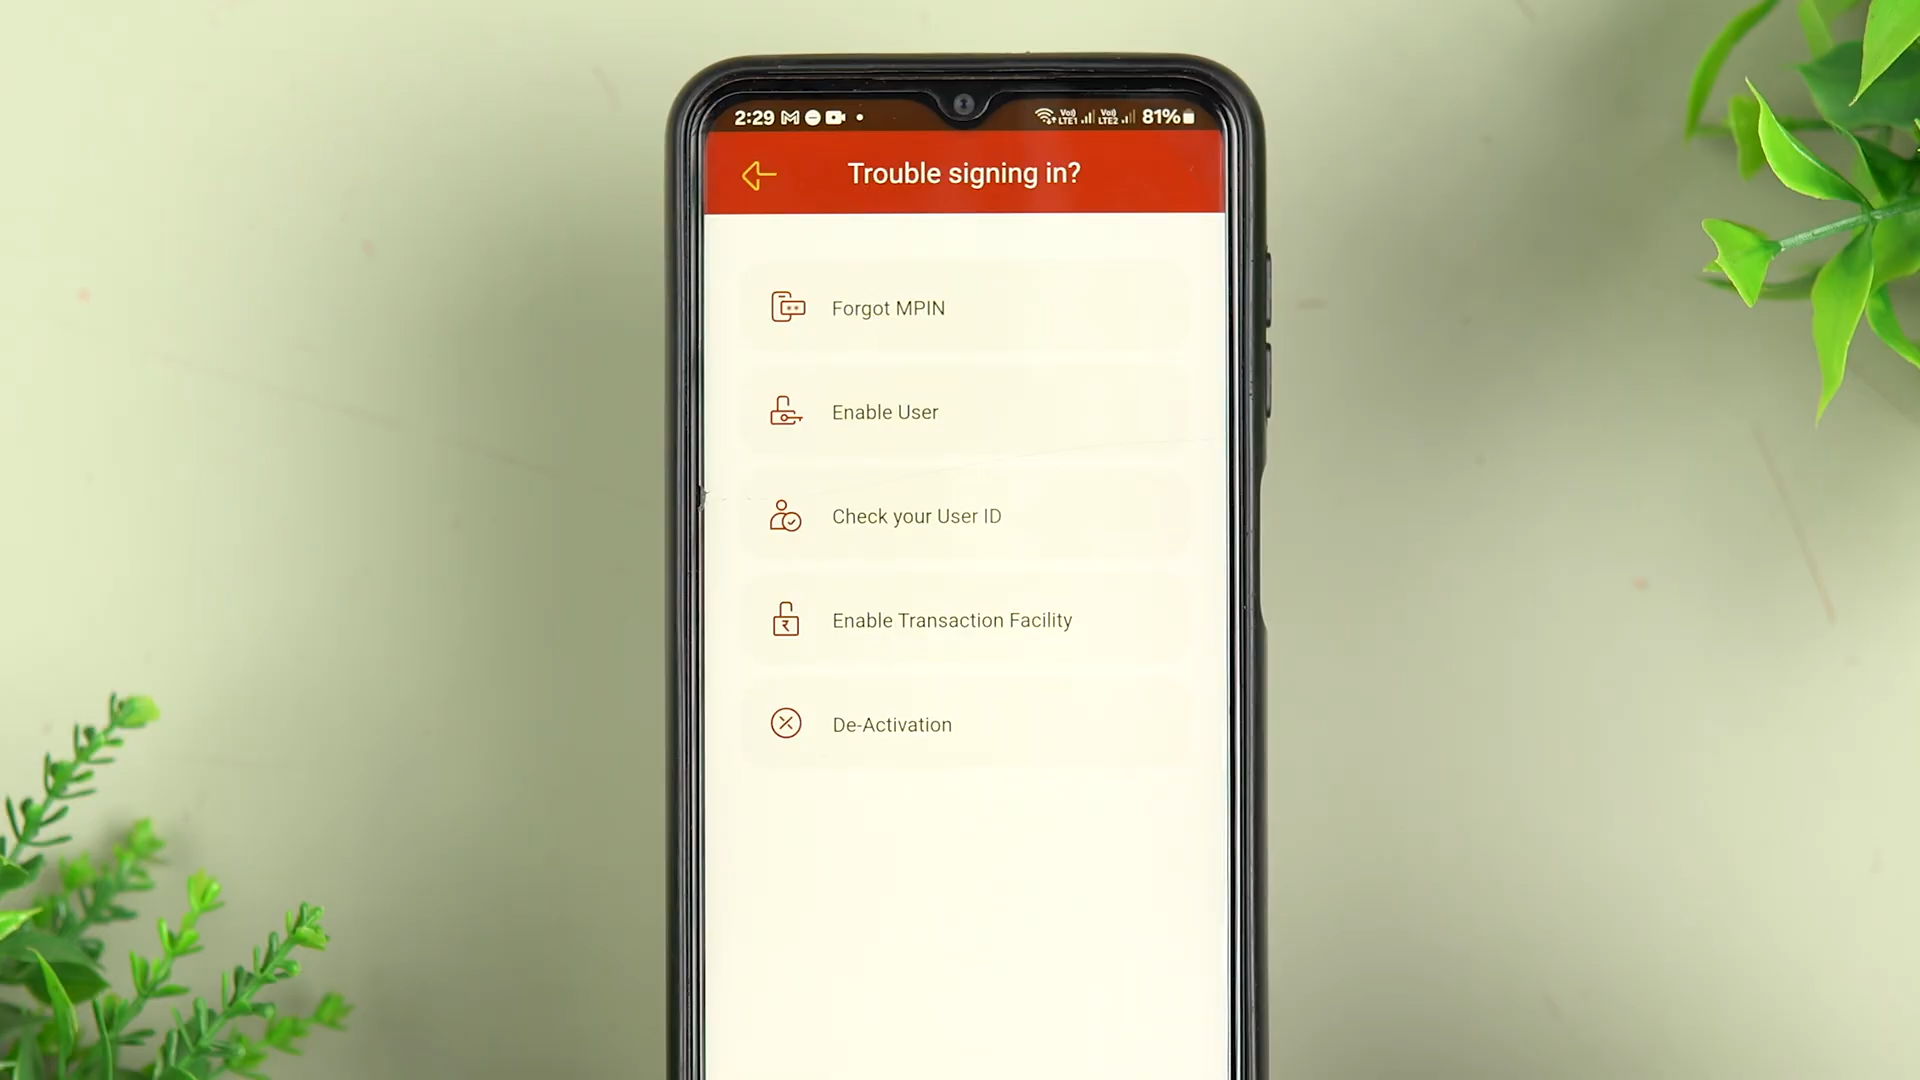 2:29 81%
Trouble signing in?
Forgot MPIN
Enable User
Check your User ID
Enable Transaction Facility
De-Activation